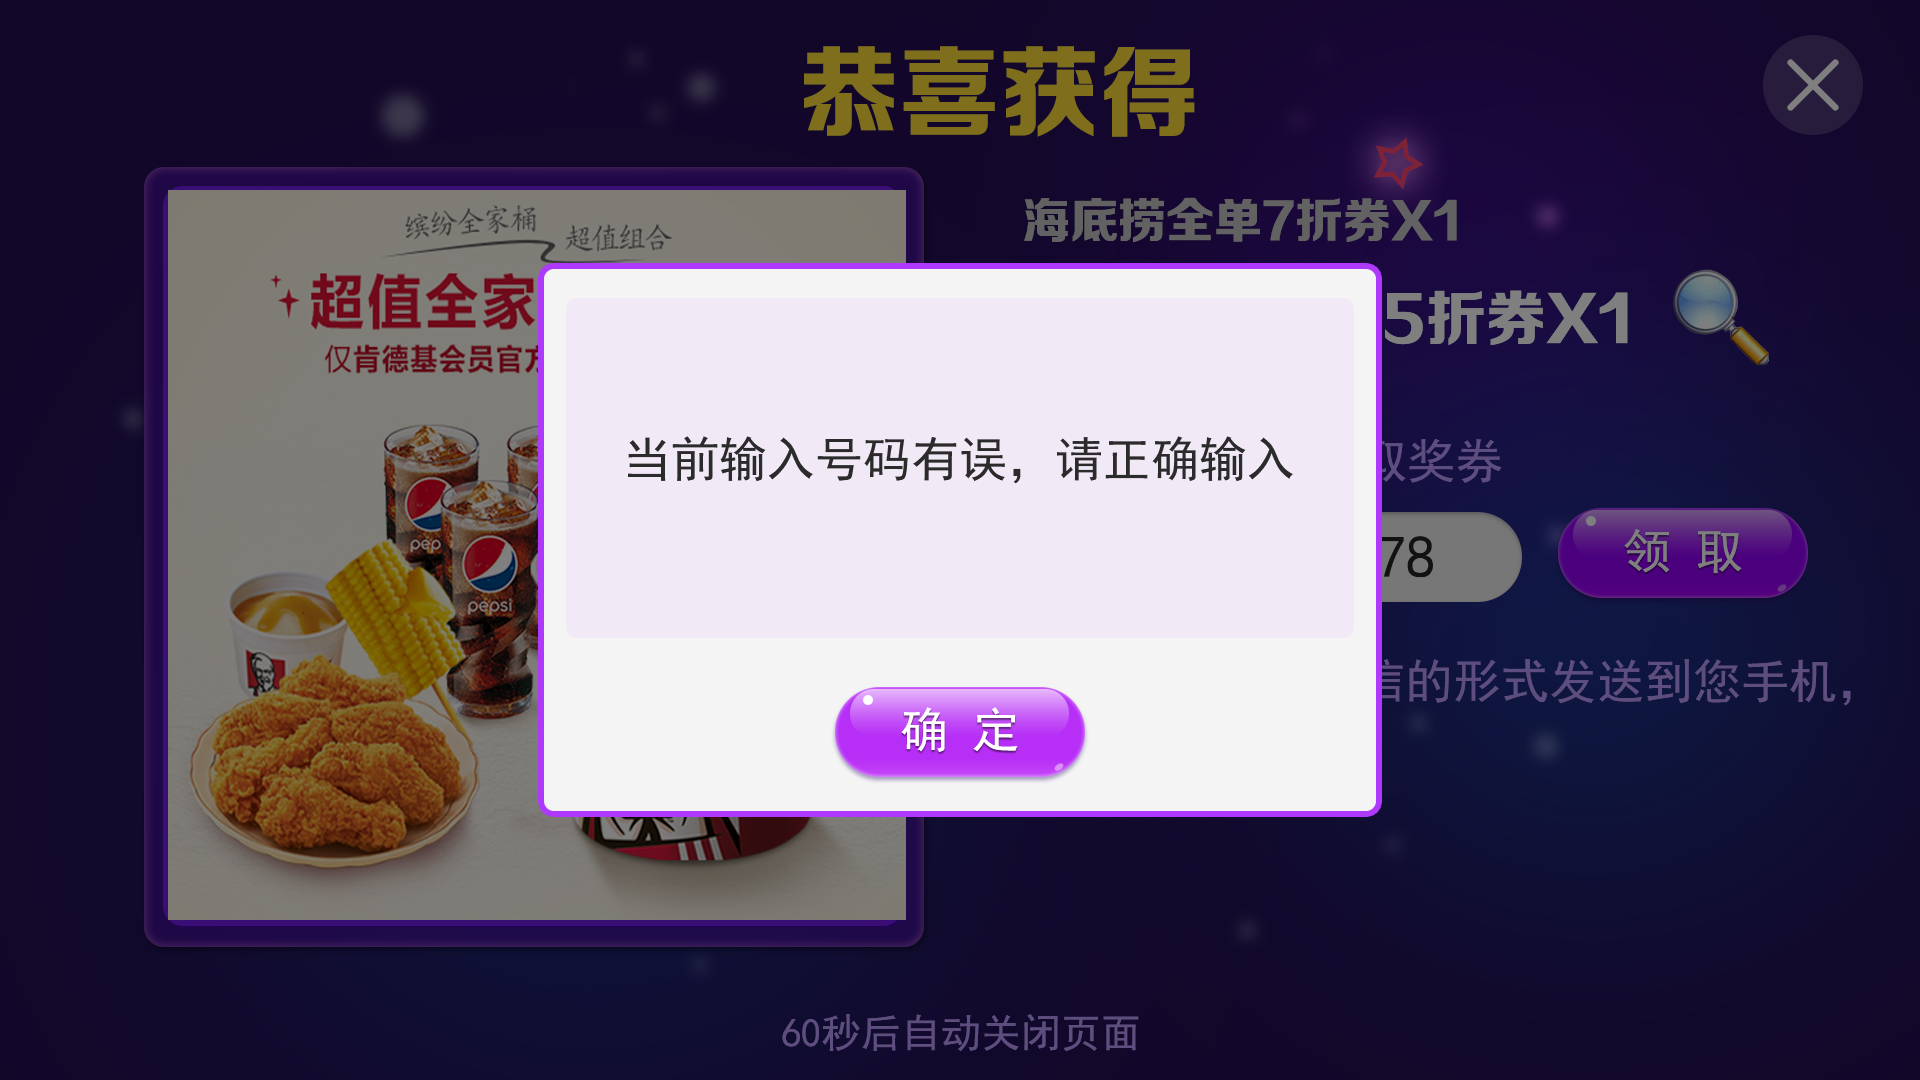 恭喜获得
海底捞全单7折券X1
5折券X1
取奖券
78
领 取
信的形式发送到您手机，
缤纷全家桶
超值组合
超值全家
仅肯德基会员官方
pep
pepsi
当前输入号码有误，请正确输入
确 定
60秒后自动关闭页面